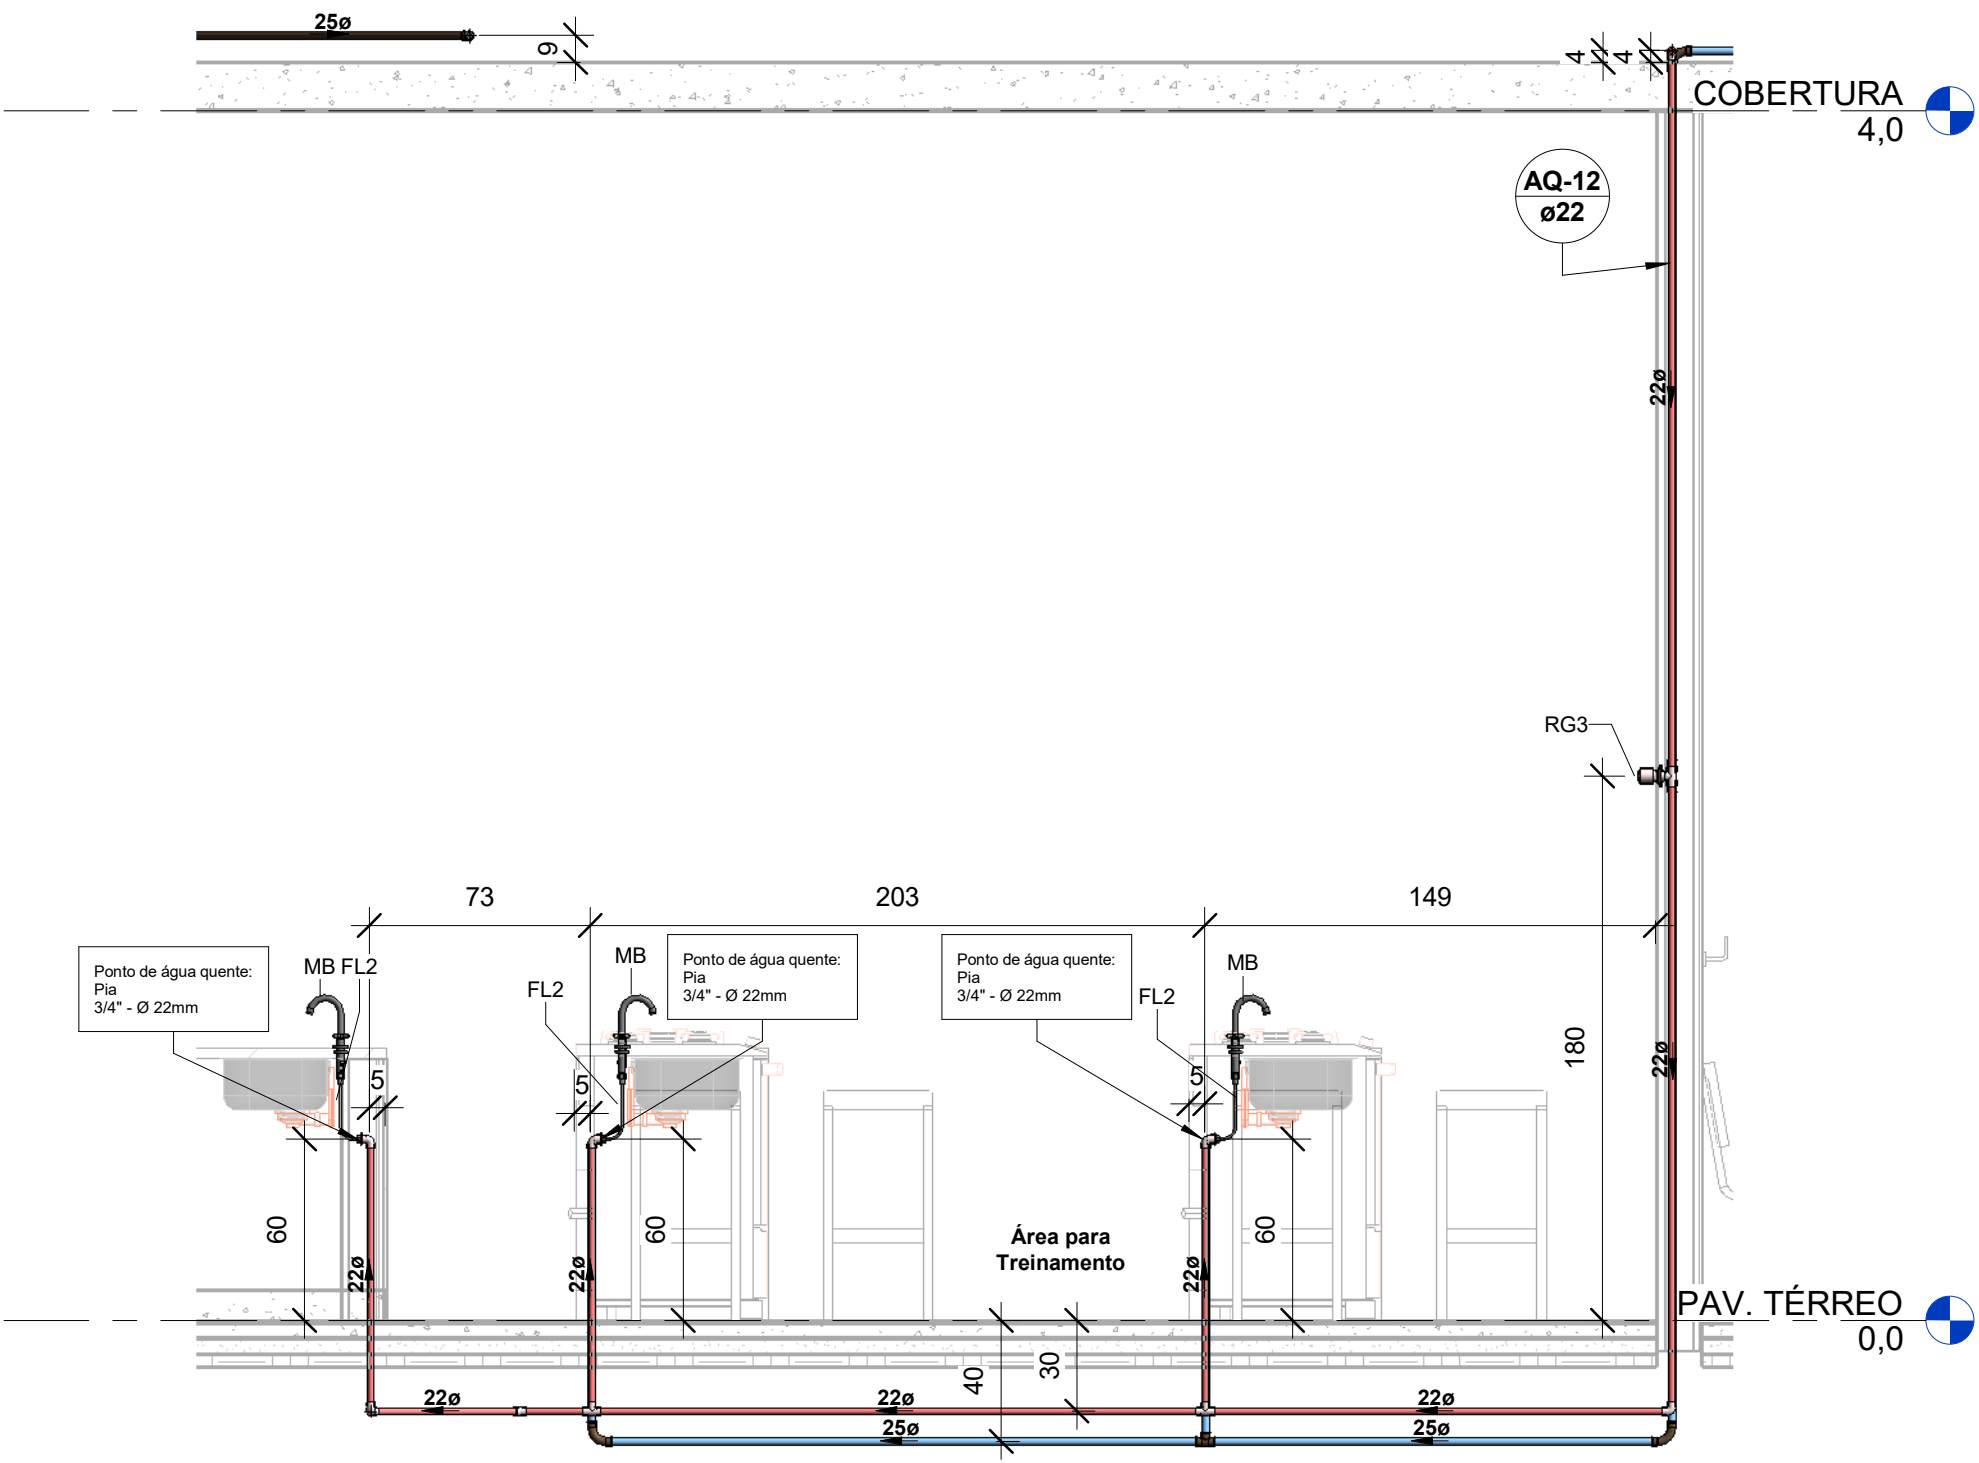 25ø
9
4
4
COBERTURA
4,0
AQ-12
ø22
22ø
RG3
180
73
203
149
Ponto de água quente:
Pia
3/4" - Ø 22mm
MB FL2
FL2
MB
Ponto de água quente:
Pia
3/4" - Ø 22mm
Ponto de água quente:
Pia
3/4" - Ø 22mm
FL2
MB
5
5
5
22ø
60
60
60
22ø
22ø
22ø
Área para
Treinamento
PAV. TÉRREO
0,0
40
30
22ø
22ø
22ø
25ø
25ø